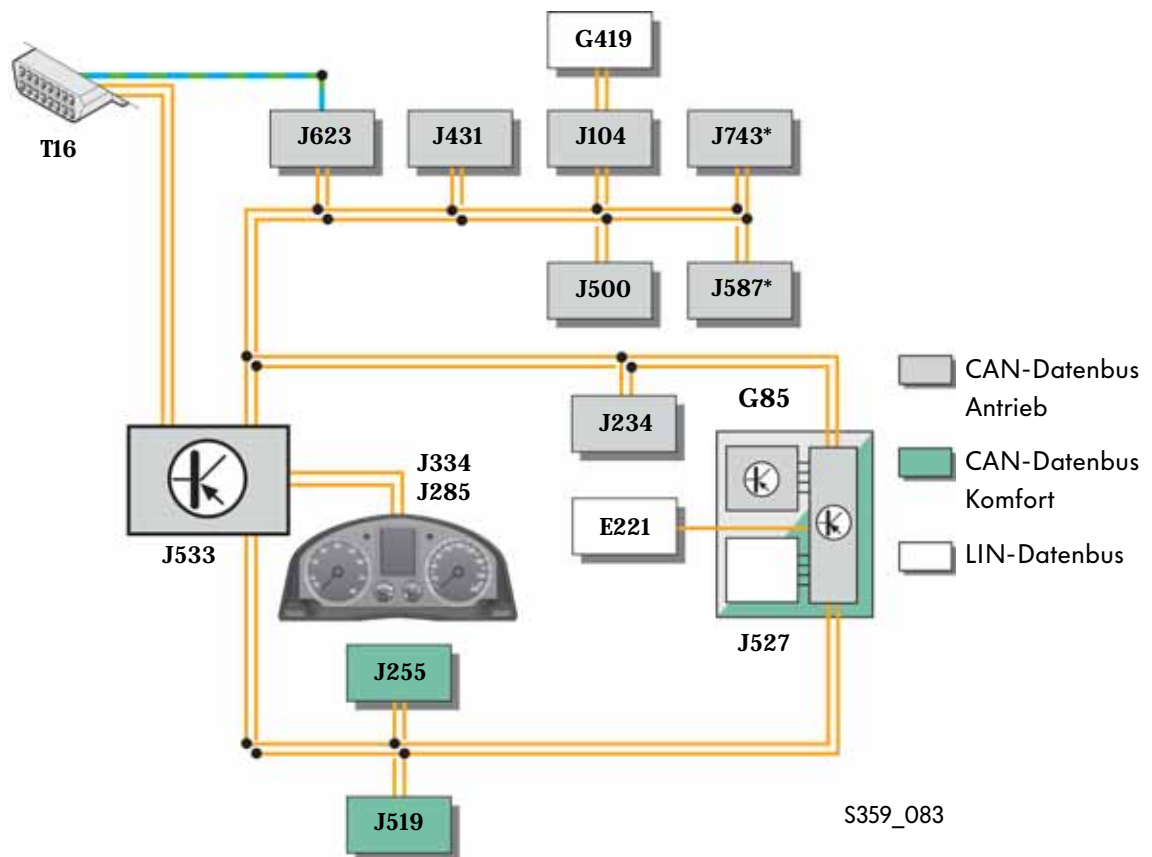 G419
T16
J623
J431
J104
J743*
J500
J587*
J234
G85
CAN-Datenbus
Antrieb
CAN-Datenbus
Komfort
LIN-Datenbus
J334
J285
E221
J533
J527
J255
J519
S359_083